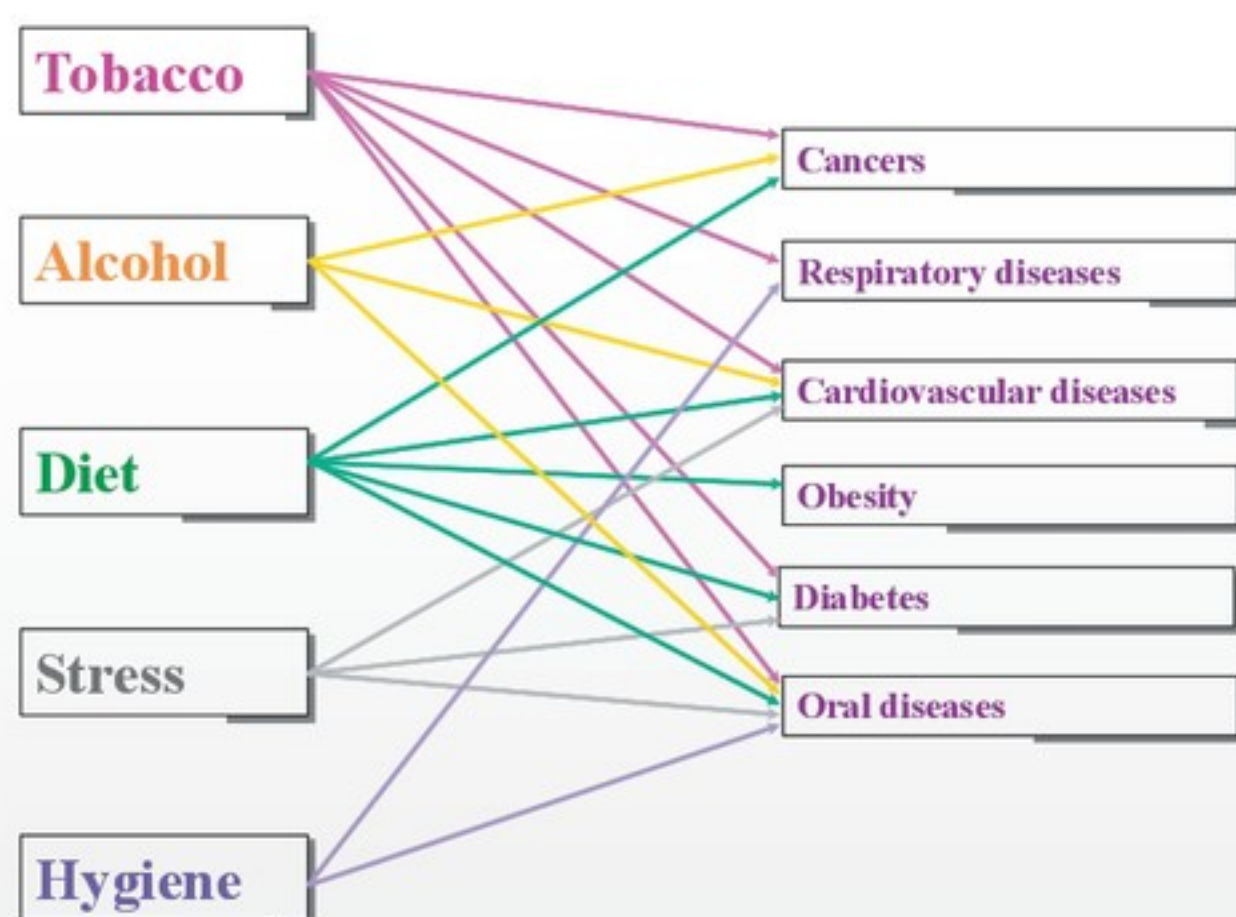 Tobacco
Alcohol
Diet
Stress
Hygiene
Cancers
Respiratory diseases
Cardiovascular diseases
Obesity
Diabetes
Oral diseases